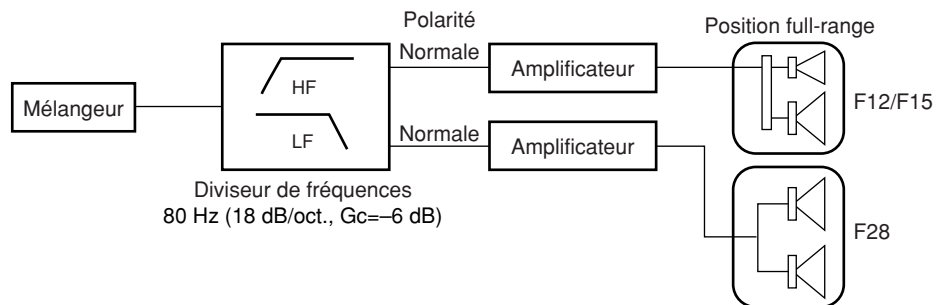 Polarité
Position full-range
Normale
Amplificateur
HF
F12/F15
Mélangeur
LF
Normale
Amplificateur
Diviseur de fréquences
80 Hz (18 dB/oct., Gc=–6 dB)
F28